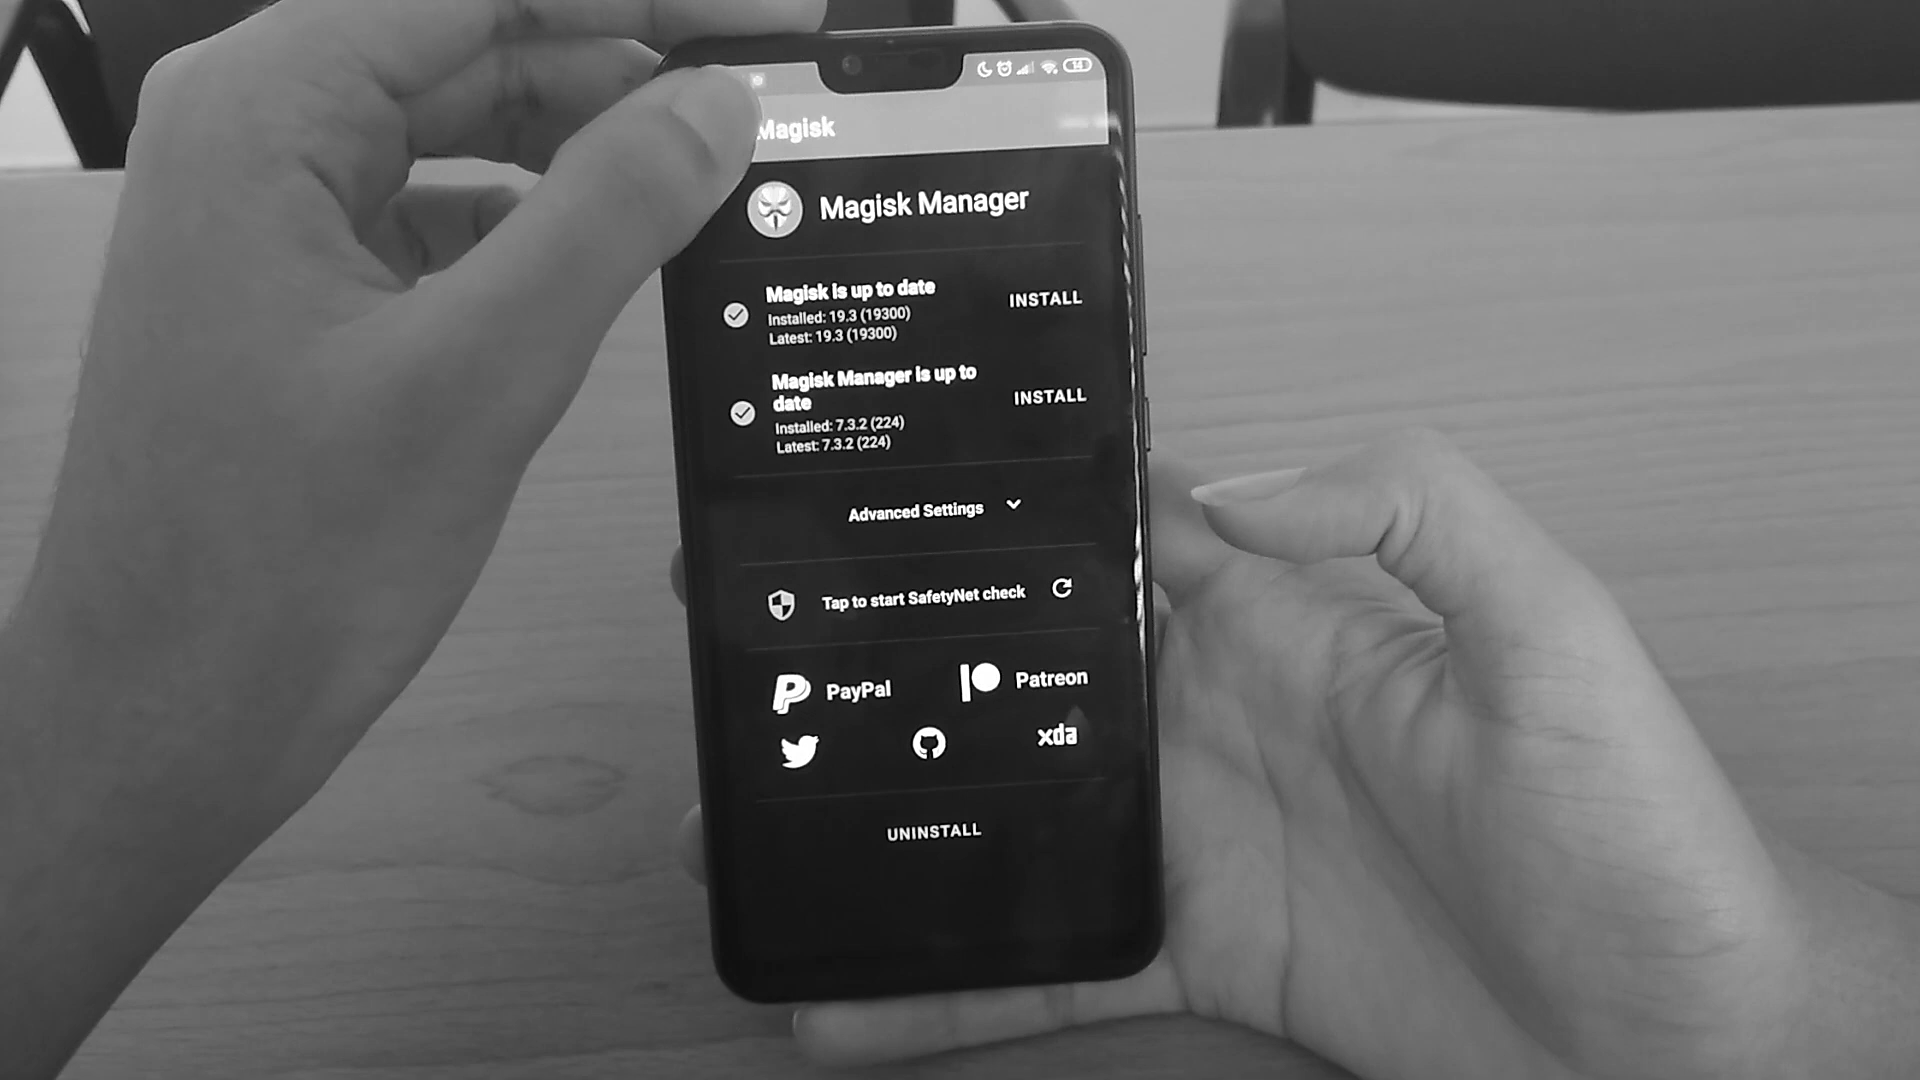 14
Magisk
Magisk Manager
Magisk is up to date
Installed: 19.3 (19300)
Latest: 19.3 (19300)
INSTALL
Magisk Manager is up to
date
Installed: 7.3.2 (224)
Latest: 7.3.2 (224)
INSTALL
Advanced Settings
Tap to start SafetyNet check
PayPal
Patreon
xda
UNINSTALL